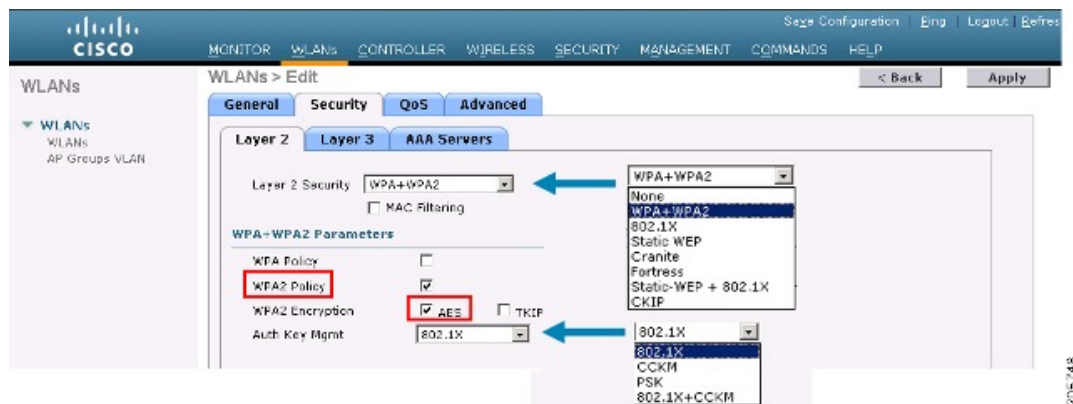 Save Configuration | Ping | Logout | Refres
CISCO
MONITOR WLANs CONTROLLER WIRELESS SECURITY MANAGEMENT COMMANDS HELP
WLANs
WLANs > Edit
< Back
Apply
General Security QoS Advanced
WLANs
WLANs
AP Groups VLAN
Layer 2 Layer 3 AAA Servers
Layer 2 Security WPA+WPA2
MAC Filtering
WPA+WPA2 Parameters
WPA Policy
WPA2 Policy
WPA2 Encryption AES TKIP
Auth Key Mgmt 802.1X
WPA+WPA2
None
WPA+WPA2
802.1X
Static WEP
Cranite
Fortress
Static-WEP + 802.1X
CKIP
802.1X
802.1X
CCKM
PSK
802.1X+CCKM